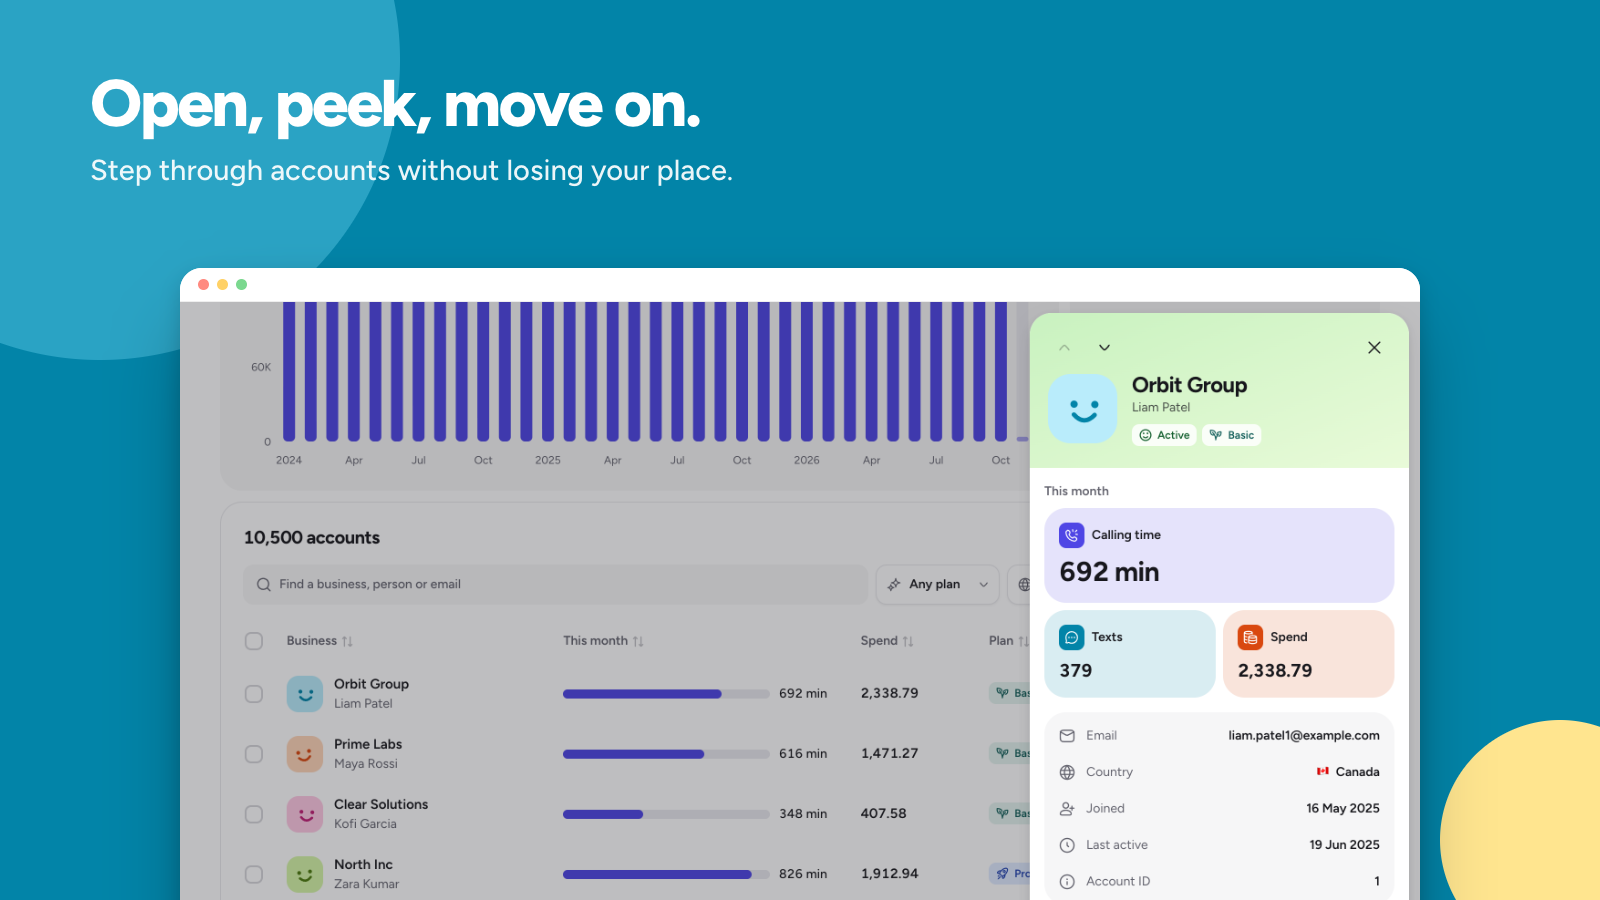 Open, peek, move on.
Step through accounts without losing your place.
60K
0
2024 Apr Jul Oct 2025 Apr Jul Oct 2026 Apr Jul Oct
10,500 accounts
Find a business, person or email
Any plan
Business This month Spend Plan
Orbit Group
Liam Patel
692 min 2,338.79
Prime Labs
Maya Rossi
616 min 1,471.27
Clear Solutions
Kofi Garcia
348 min 407.58
North Inc
Zara Kumar
826 min 1,912.94 Pro
Orbit Group
Liam Patel
Active Basic
This month
Calling time
692 min
Texts
379
Spend
2,338.79
Email liam.patel1@example.com
Country Canada
Joined 16 May 2025
Last active 19 Jun 2025
Account ID 1